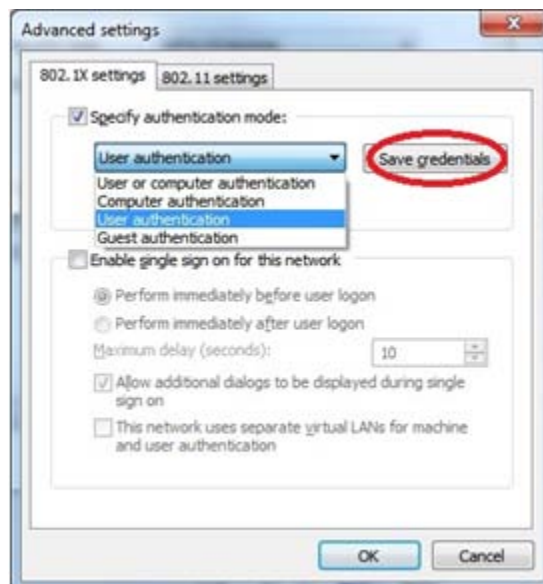 Advanced settings
802.1X settings
802.11 settings
Specify authentication mode:
User authentication
Save credentials
User or computer authentication
Computer authentication
User authentication
Guest authentication
Enable single sign on for this network
Perform immediately before user logon
Perform immediately after user logon
Maximum delay (seconds):
10
Allow additional dialogs to be displayed during single
sign on
This network uses separate virtual LANs for machine
and user authentication
OK
Cancel